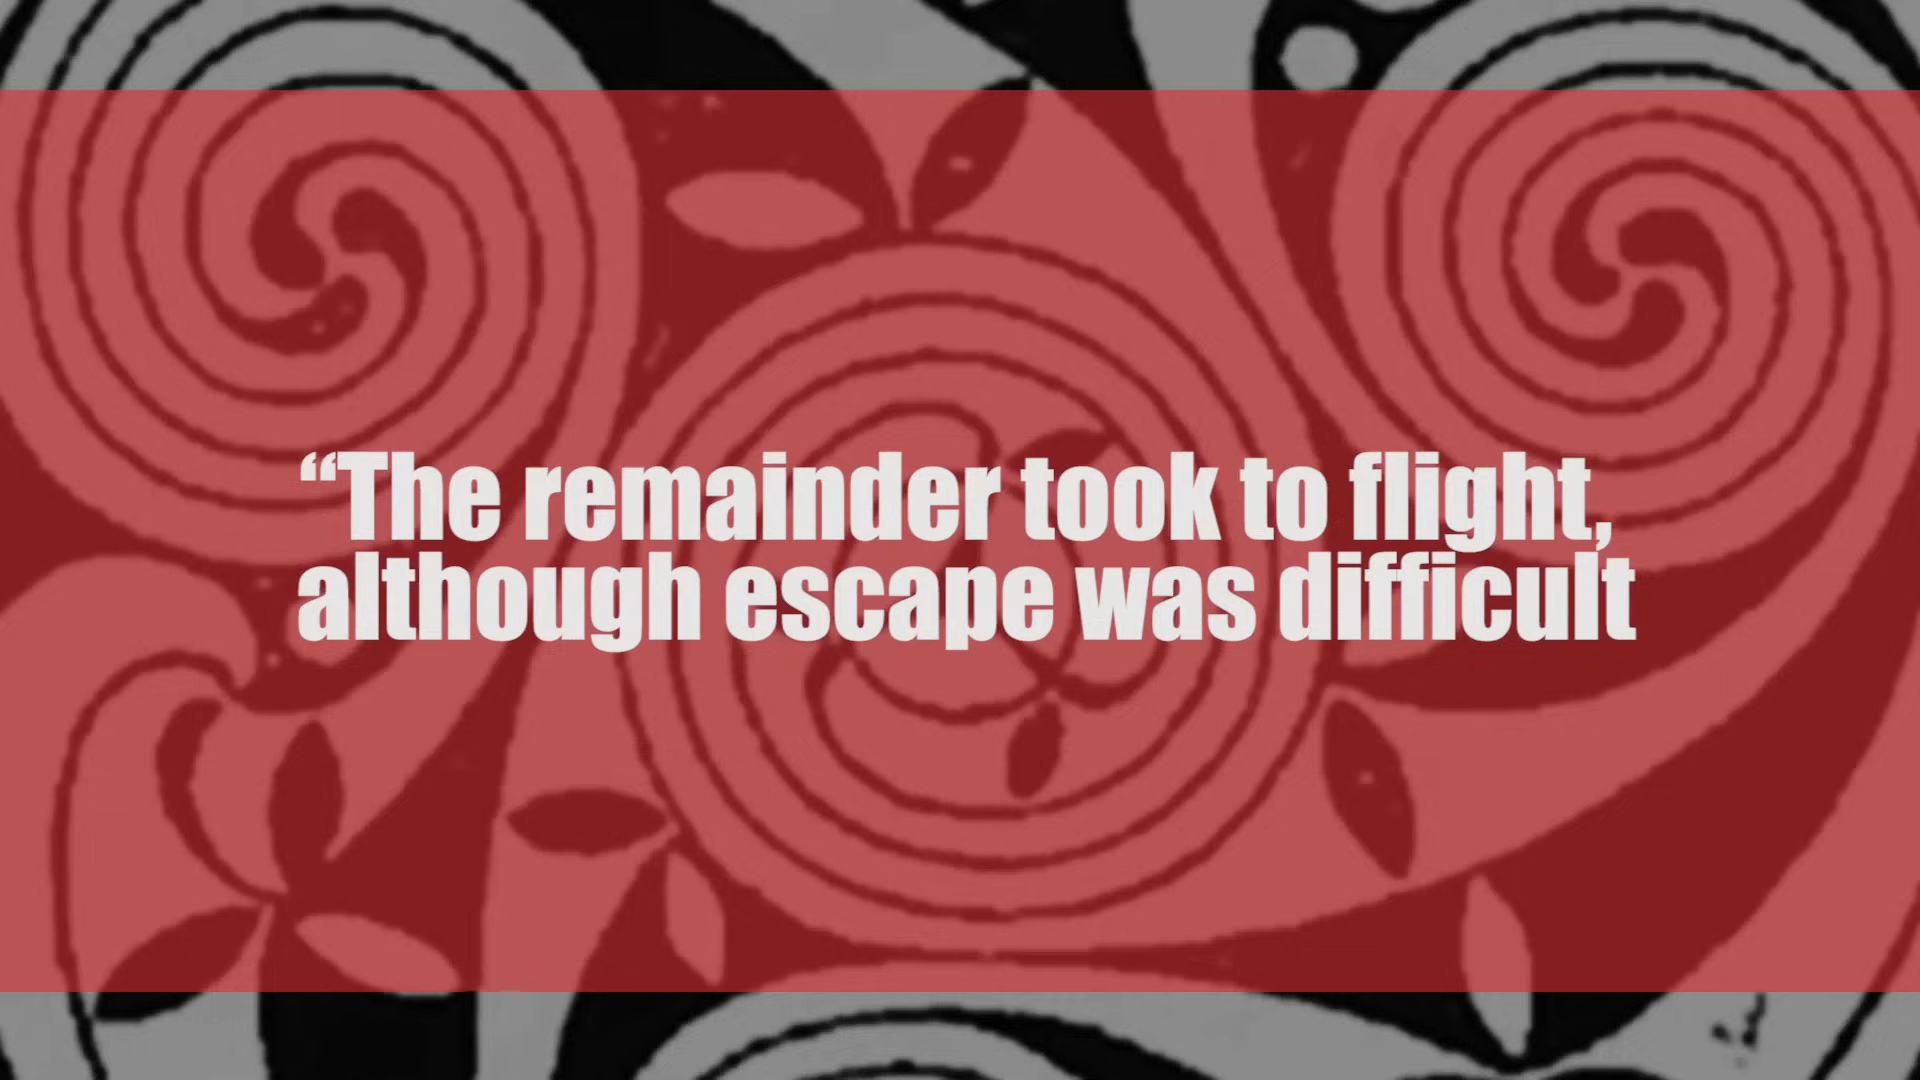 “The remainder took to flight,
although escape was difficult